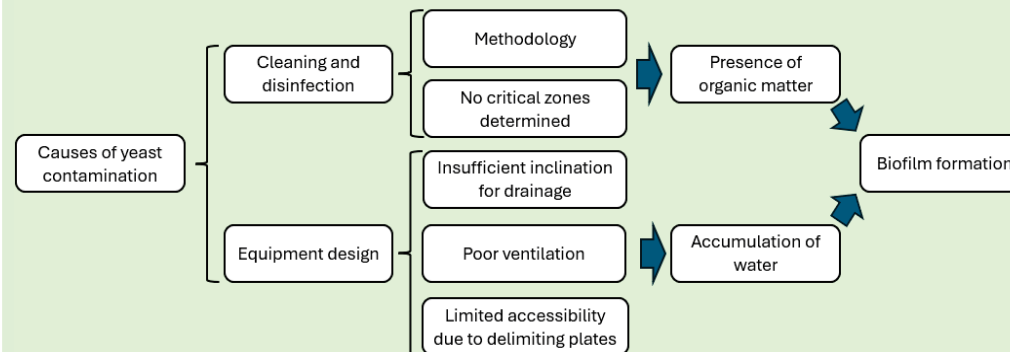 Causes of yeast
contamination
Cleaning and
disinfection
Equipment design
Methodology
No critical zones
determined
Insufficient inclination
for drainage
Poor ventilation
Limited accessibility
due to delimiting plates
Presence of
organic matter
Accumulation of
water
Biofilm formation